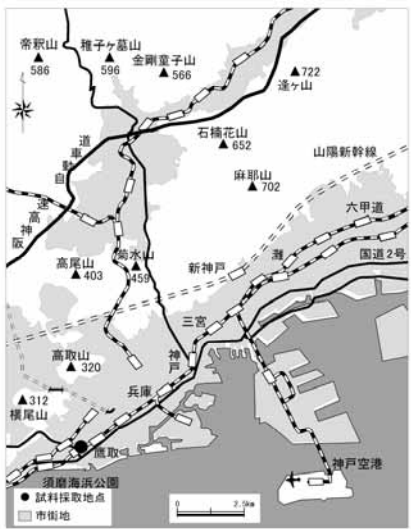 帝釈山
586
稚子ヶ墓山
596
金剛童子山
566
722
逢ヶ山
石楠花山
652
山陽新幹線
摩耶山
702
六甲道
阪神高速
自動車道
菊水山
459
高尾山
403
新神戸
灘
国道2号
三宮
神戸
高取山
320
兵庫
312
横尾山
鷹取
須磨海浜公園
神戸空港
試料採取地点
市街地
0
2.5km